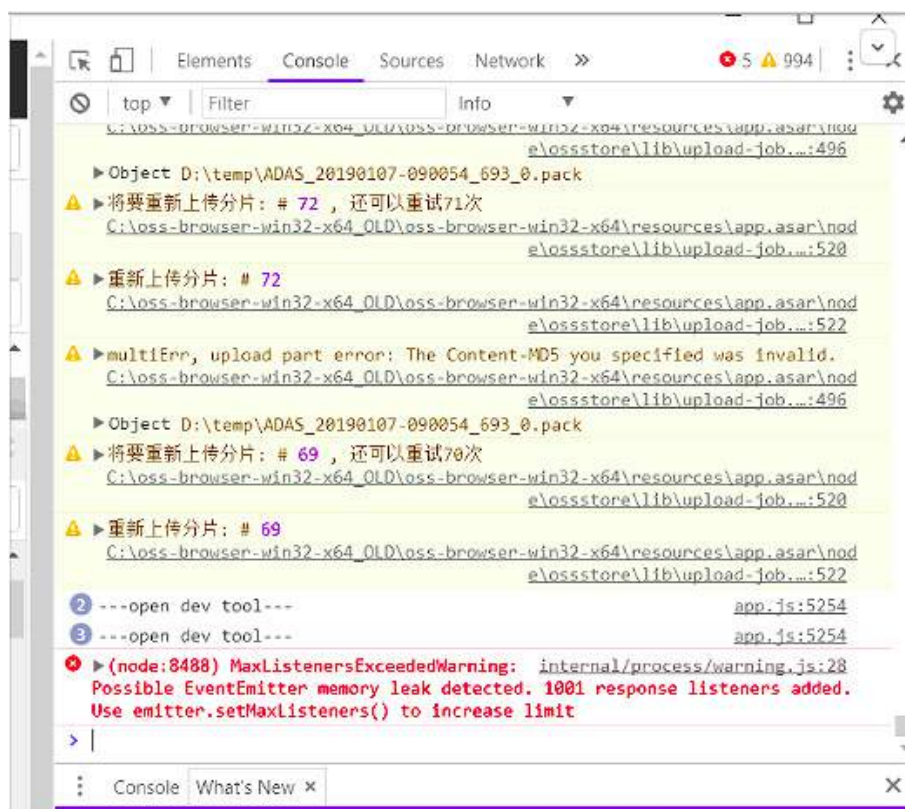 Elements Console Sources Network » 5 994
top ▼ Filter Info ▼
C:\oss-browser-win32-x64_OLD\oss-browser-win32-x64\resources\app.asar\nod
e\ossstore\lib\upload-job.…:496
▶Object D:\temp\ADAS_20190107-090054_693_0.pack
▶将要重新上传分片: # 72 , 还可以重试71次
C:\oss-browser-win32-x64_OLD\oss-browser-win32-x64\resources\app.asar\nod
e\ossstore\lib\upload-job.…:520
▶重新上传分片: # 72
C:\oss-browser-win32-x64_OLD\oss-browser-win32-x64\resources\app.asar\nod
e\ossstore\lib\upload-job.…:522
▶multiErr, upload part error: The Content-MD5 you specified was invalid.
C:\oss-browser-win32-x64_OLD\oss-browser-win32-x64\resources\app.asar\nod
e\ossstore\lib\upload-job.…:496
▶Object D:\temp\ADAS_20190107-090054_693_0.pack
▶将要重新上传分片: # 69 , 还可以重试70次
C:\oss-browser-win32-x64_OLD\oss-browser-win32-x64\resources\app.asar\nod
e\ossstore\lib\upload-job.…:520
▶重新上传分片: # 69
C:\oss-browser-win32-x64_OLD\oss-browser-win32-x64\resources\app.asar\nod
e\ossstore\lib\upload-job.…:522
2 ---open dev tool--- app.js:5254
3 ---open dev tool--- app.js:5254
▶(node:8488) MaxListenersExceededWarning: internal/process/warning.js:28
Possible EventEmitter memory leak detected. 1001 response listeners added.
Use emitter.setMaxListeners() to increase limit
>
Console What's New ×